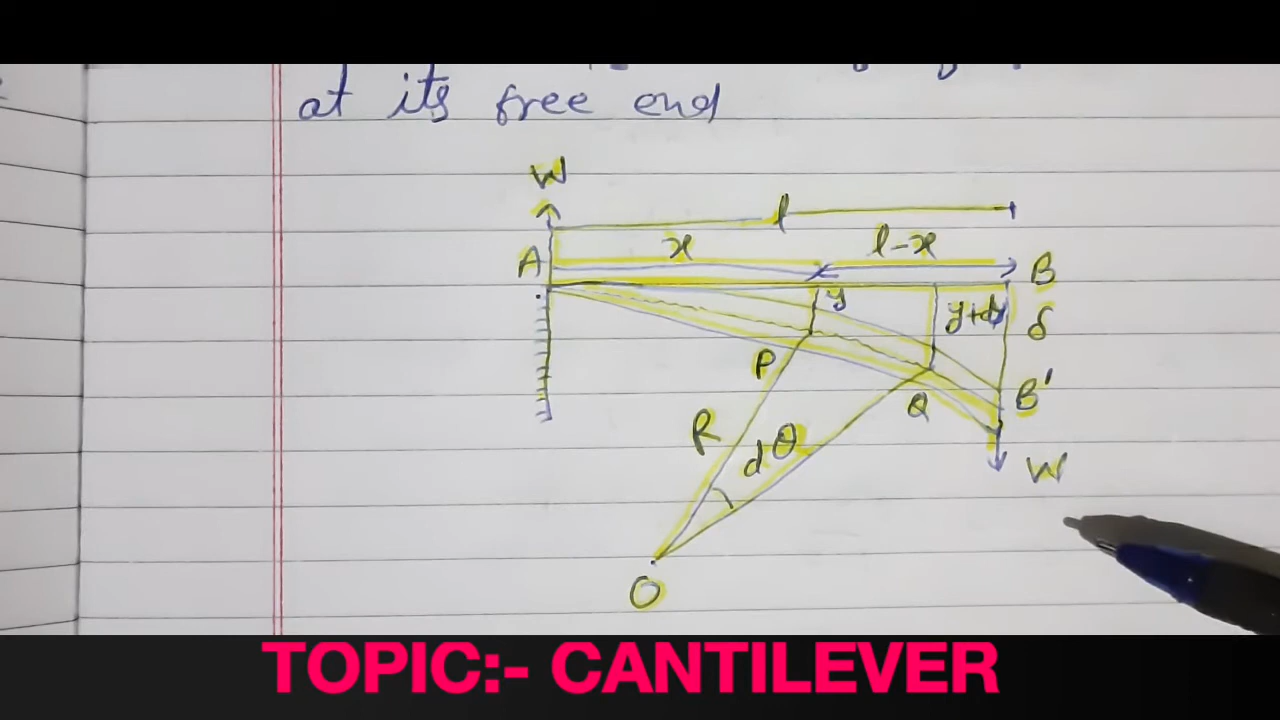 at its free end
W
l
x l-x
A B
y y+dy δ
P
Q B'
R
dθ
W
O
TOPIC:- CANTILEVER